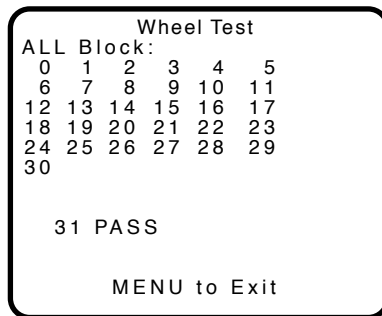 Wheel Test
ALL Block:
0 1 2 3 4 5
6 7 8 9 10 11
12 13 14 15 16 17
18 19 20 21 22 23
24 25 26 27 28 29
30
31 PASS
MENU to Exit